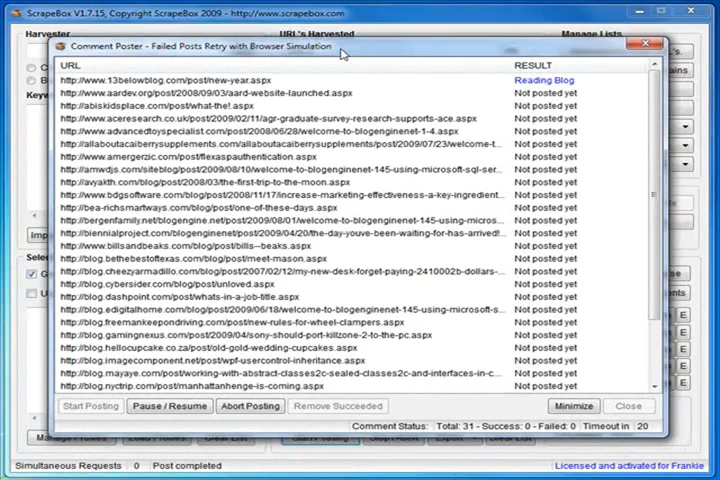 ScrapeBox V1.7.15, Copyright ScrapeBox 2009 - http://www.scrapebox.com
Harvester URL's Harvested Manage Lists
Comment Poster - Failed Posts Retry with Browser Simulation
URL RESULT
http://www.13belowblog.com/post/new-year.aspx Reading Blog
http://www.aardev.org/post/2008/09/03/aard-website-launched.aspx Not posted yet
http://abiskidsplace.com/post/what-the!.aspx Not posted yet
http://www.aceresearch.co.uk/post/2009/02/11/agr-graduate-survey-research-supports-ace.aspx Not posted yet
http://www.advancedtoyspecialist.com/post/2008/06/28/welcome-to-blogenginenet-1-4.aspx Not posted yet
http://allaboutacaiberrysupplements.com/allaboutacaiberrysupplements/post/2009/07/23/welcome-t... Not posted yet
http://www.amergerzic.com/post/flexaspauthentication.aspx Not posted yet
http://amwdjs.com/siteblog/post/2009/08/10/welcome-to-blogenginenet-145-using-microsoft-sql-ser... Not posted yet
http://avyakth.com/blog/post/2008/03/the-first-trip-to-the-moon.aspx Not posted yet
http://www.bdgsoftware.com/blog/post/2008/11/17/increase-marketing-effectiveness-a-key-ingredient... Not posted yet
http://bea-richsmartways.com/blog/post/one-of-these-days.aspx Not posted yet
http://bergenfamily.net/blogengine.net/post/2009/08/01/welcome-to-blogenginenet-145-using-micros... Not posted yet
http://biennialproject.com/blogenginenet/post/2009/04/20/the-day-youve-been-waiting-for-has-arrived!... Not posted yet
http://www.billsandbeaks.com/blog/post/bills--beaks.aspx Not posted yet
http://blog.bethebestoftexas.com/blog/post/meet-mason.aspx Not posted yet
http://blog.cheezyarmadillo.com/blog/post/2007/02/12/my-new-desk-forget-paying-2410002b-dollars-... Not posted yet
http://blog.cybersider.com/blog/post/unloved.aspx Not posted yet
http://blog.dashpoint.com/post/whats-in-a-job-title.aspx Not posted yet
http://blog.edigitalhome.com/post/2009/06/18/welcome-to-blogenginenet-145-using-microsoft-s... Not posted yet
http://blog.freemankeepondriving.com/post/new-rules-for-wheel-clampers.aspx Not posted yet
http://blog.gamingnexus.com/post/2009/04/sony-should-port-killzone-2-to-the-pc.aspx Not posted yet
http://blog.hellocupcake.co.za/post/old-gold-wedding-cupcakes.aspx Not posted yet
http://blog.imagecomponent.net/post/wpf-usercontrol-inheritance.aspx Not posted yet
http://blog.mayaye.com/post/working-with-abstract-classes2c-sealed-classes2c-and-interfaces-in-c... Not posted yet
http://blog.nyctrip.com/post/manhattanhenge-is-coming.aspx Not posted yet
Start Posting Pause / Resume Abort Posting Remove Succeeded Minimize Close
Comment Status: Total: 31 - Success: 0 - Failed: 0 Timeout in 20
Simultaneous Requests 0 Post completed Licensed and activated for Frankie